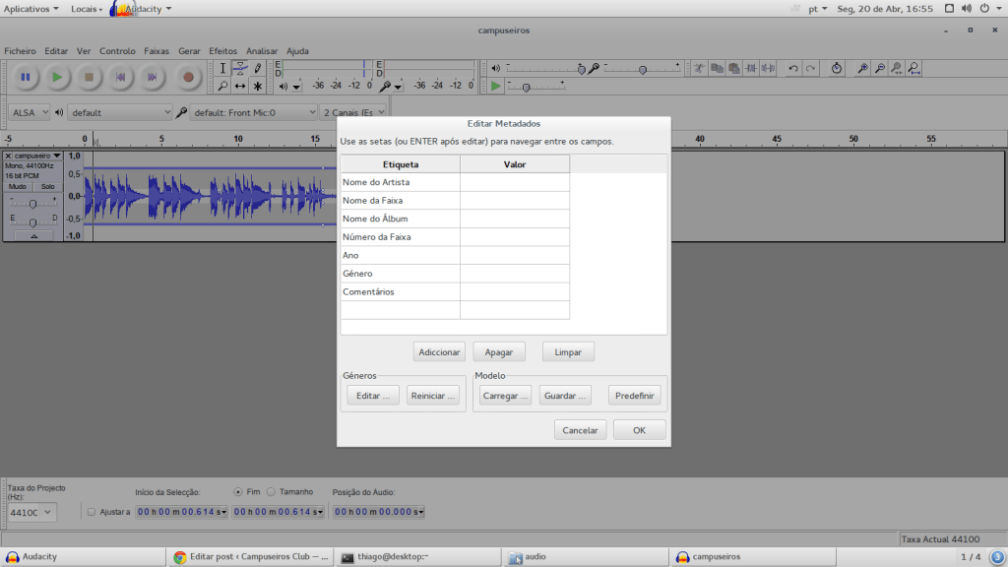 Aplicativos Locais Audacity pt Seg, 20 de Abr, 16:55
campuseiros
Ficheiro Editar Ver Controlo Faixas Gerar Efeitos Analisar Ajuda
E D -36 -24 -12 0 E D -36 -24 -12 0
ALSA default default: Front Mic:0 2 Canais (Es
-5 0 5 10 15 40 45 50 55
campuseiro
Mono, 44100Hz
16 bit PCM
Mudo Solo
E D
1,0
0,5
0,0
-0,5
-1,0
Editar Metadados
Use as setas (ou ENTER após editar) para navegar entre os campos.
Etiqueta Valor
Nome do Artista
Nome da Faixa
Nome do Álbum
Número da Faixa
Ano
Género
Comentários
Adiccionar Apagar Limpar
Géneros Modelo
Editar ... Reiniciar ... Carregar ... Guardar ... Predefinir
Cancelar OK
Taxa do Projecto (Hz): Início da Selecção: Fim Tamanho Posição do Áudio:
4410C Ajustar a 00 h 00 m 00.614 s 00 h 00 m 00.614 s 00 h 00 m 00.000 s
Taxa Actual 44100
Audacity Editar post ‹ Campuseiros Club — ... thiago@desktop:~ audio campuseiros 1 / 4 3